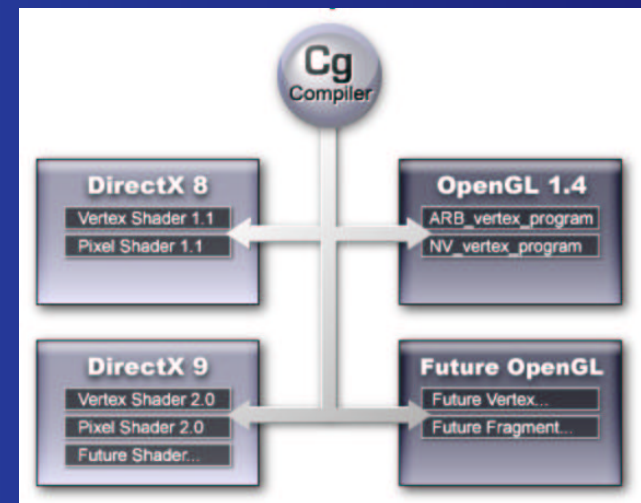 Cg
Compiler
DirectX 8
Vertex Shader 1.1
Pixel Shader 1.1
OpenGL 1.4
ARB_vertex_program
NV_vertex_program
DirectX 9
Vertex Shader 2.0
Pixel Shader 2.0
Future Shader...
Future OpenGL
Future Vertex...
Future Fragment...